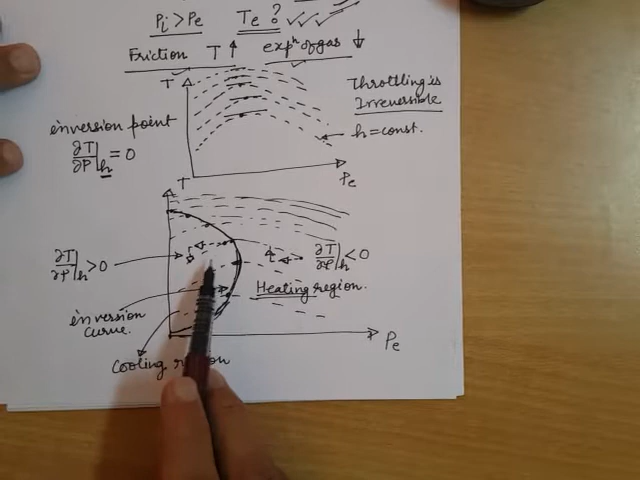 Pi > Pe Te ?
Friction T ↑ expⁿ of gas ↓
T
Throttling is
Irreversible
inversion point
∂T/∂P|h = 0
h = const.
Pe
T
∂T/∂P|h > 0
∂T/∂P|h < 0
Heating region.
inversion
curve.
Pe
Cooling region